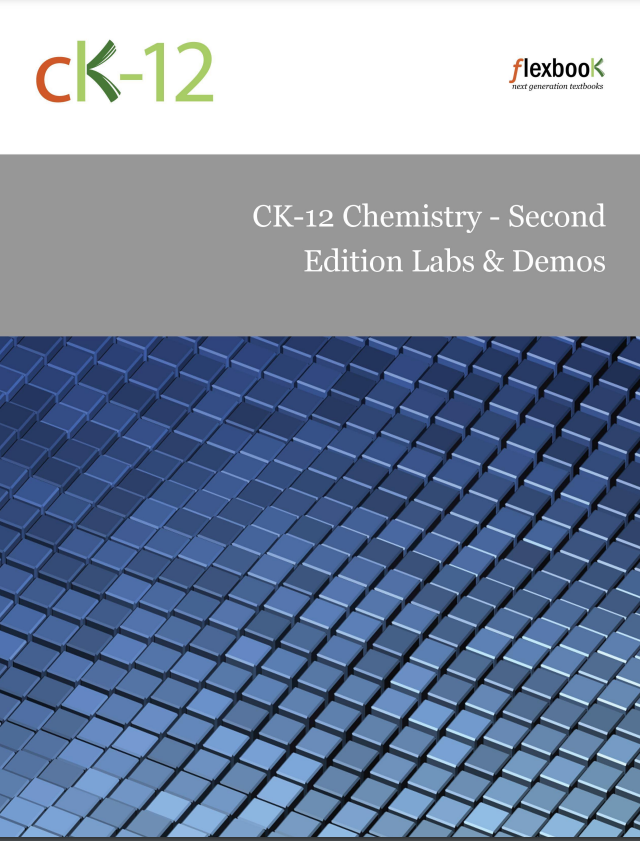 cK-12
flexbook
next generation textbooks
CK-12 Chemistry - Second
Edition Labs & Demos